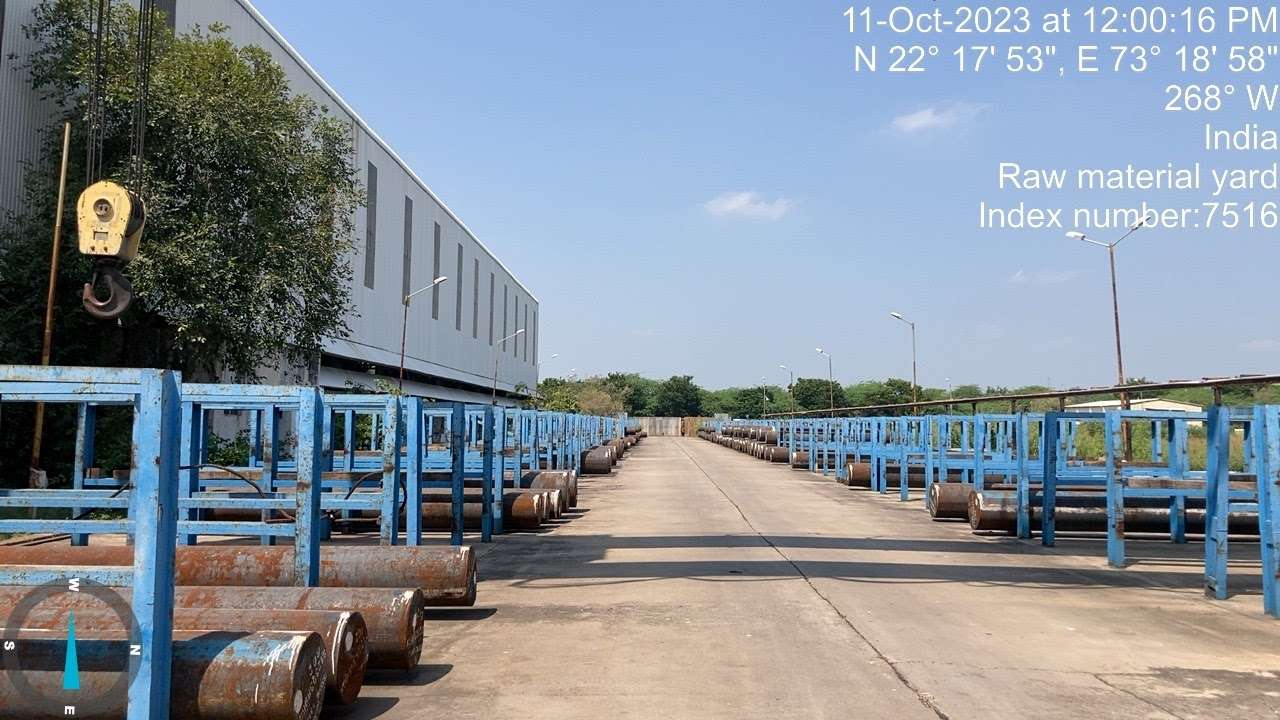 11-Oct-2023 at 12:00:16 PM
N 22° 17' 53", E 73° 18' 58"
268° W
India
Raw material yard
Index number:7516
W
S
N
E